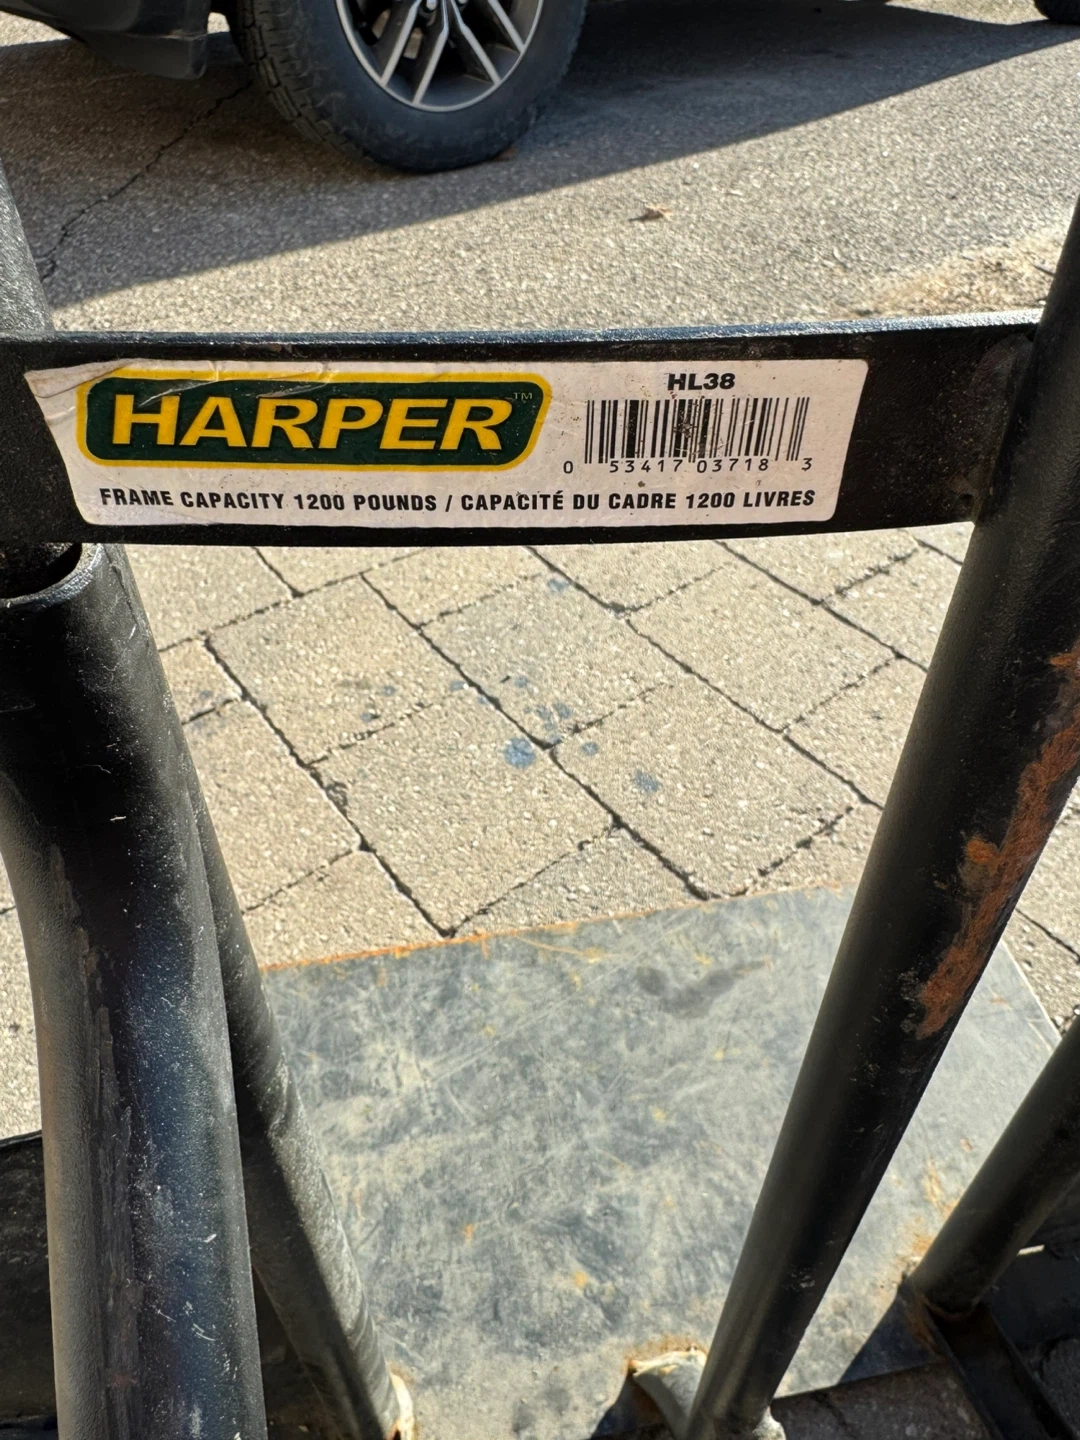 HARPER™
HL38
0 53417 03718 3
FRAME CAPACITY 1200 POUNDS / CAPACITÉ DU CADRE 1200 LIVRES